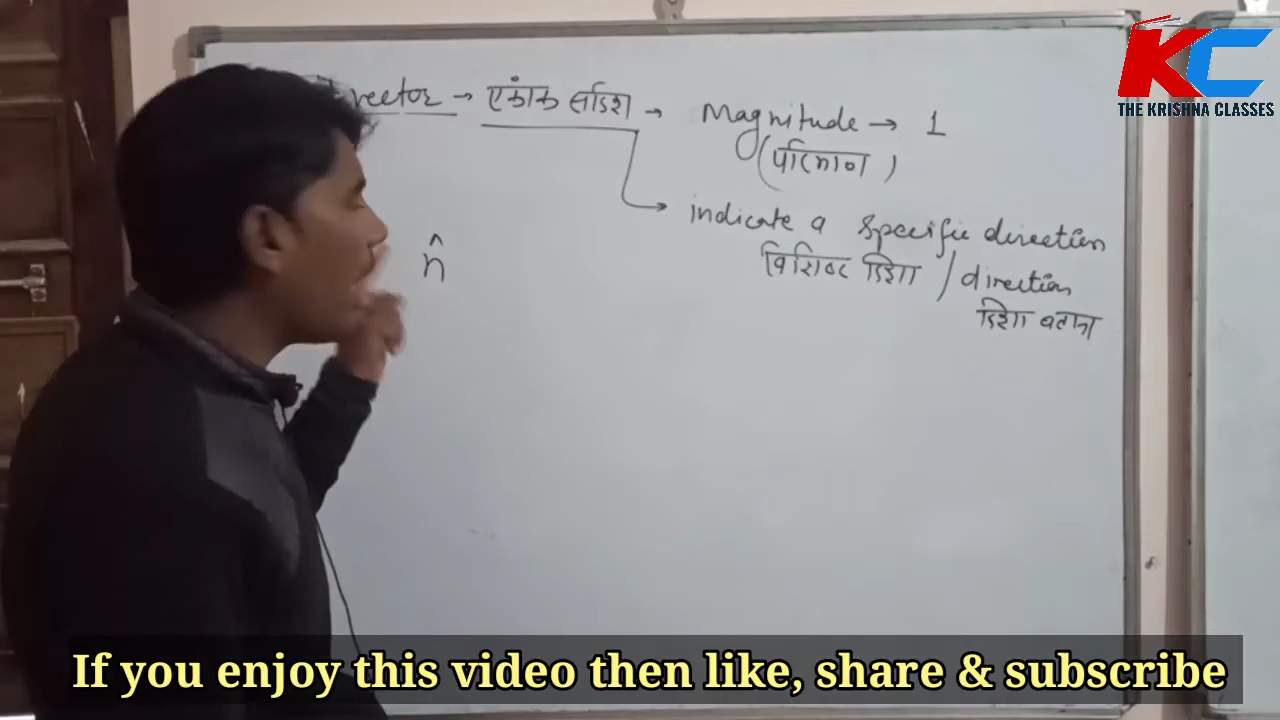 vector → एकांक सदिश → Magnitude → 1
(परिमाण)
indicate a specific direction
विशिष्ट दिशा / direction
दिशा बताना
n̂
KC
THE KRISHNA CLASSES
If you enjoy this video then like, share & subscribe